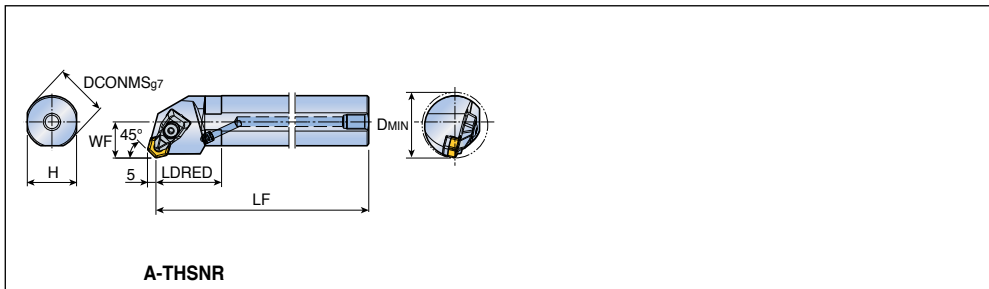 DCONMSg7
DMIN
WF
45°
H
5
LDRED
LF
A-THSNR